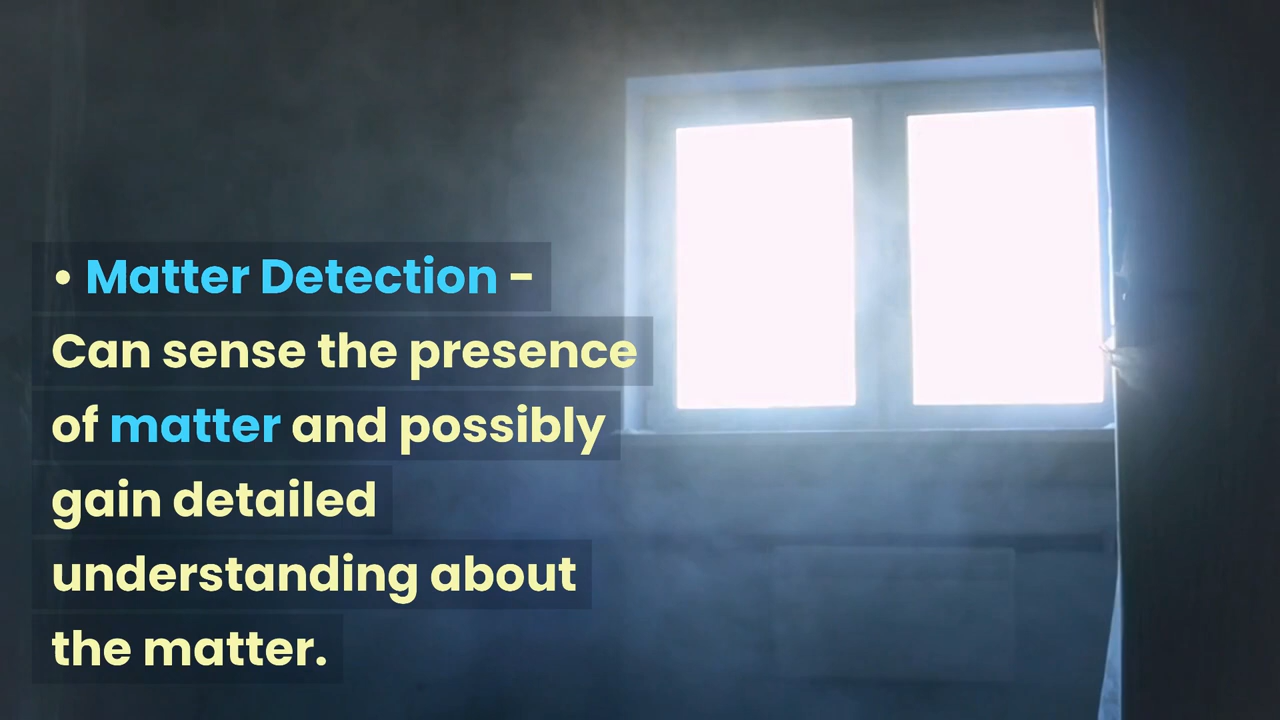 • Matter Detection -
Can sense the presence
of matter and possibly
gain detailed
understanding about
the matter.